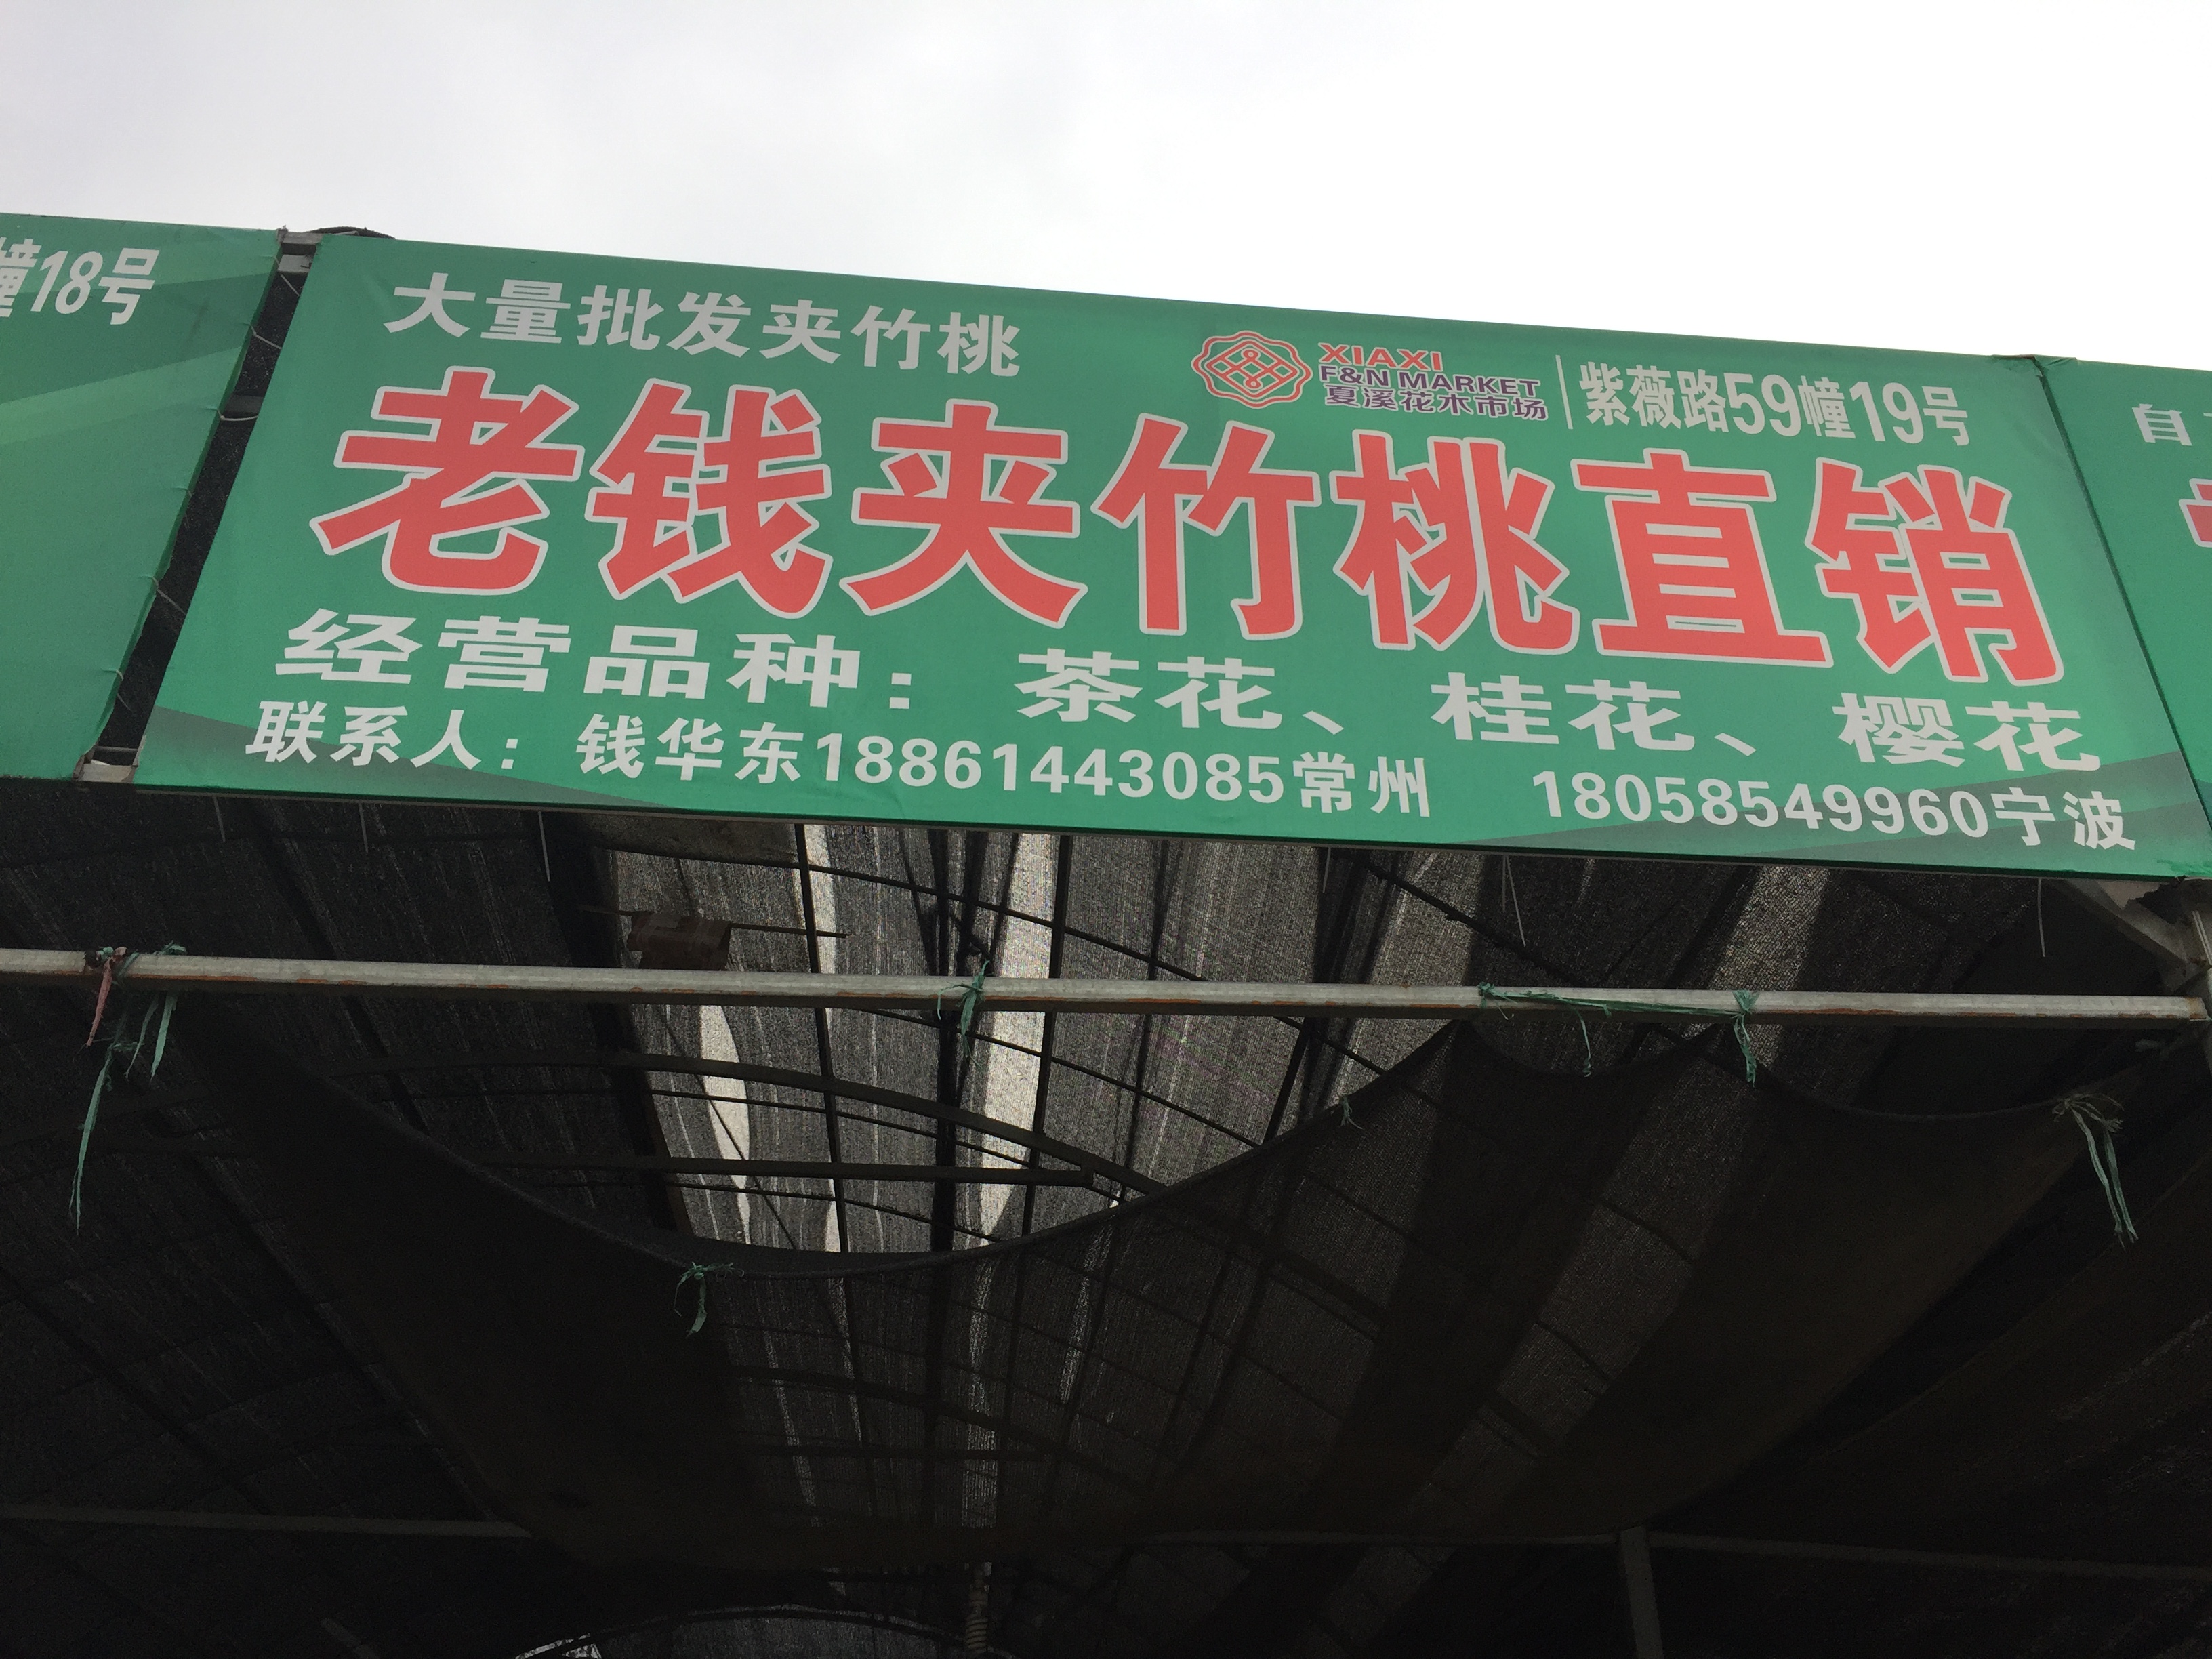 幢18号
大量批发夹竹桃
XIAXI
F&N MARKET
夏溪花木市场
紫薇路59幢19号
老钱夹竹桃直销
经营品种：茶花、桂花、樱花
联系人：钱华东18861443085常州 18058549960宁波
自